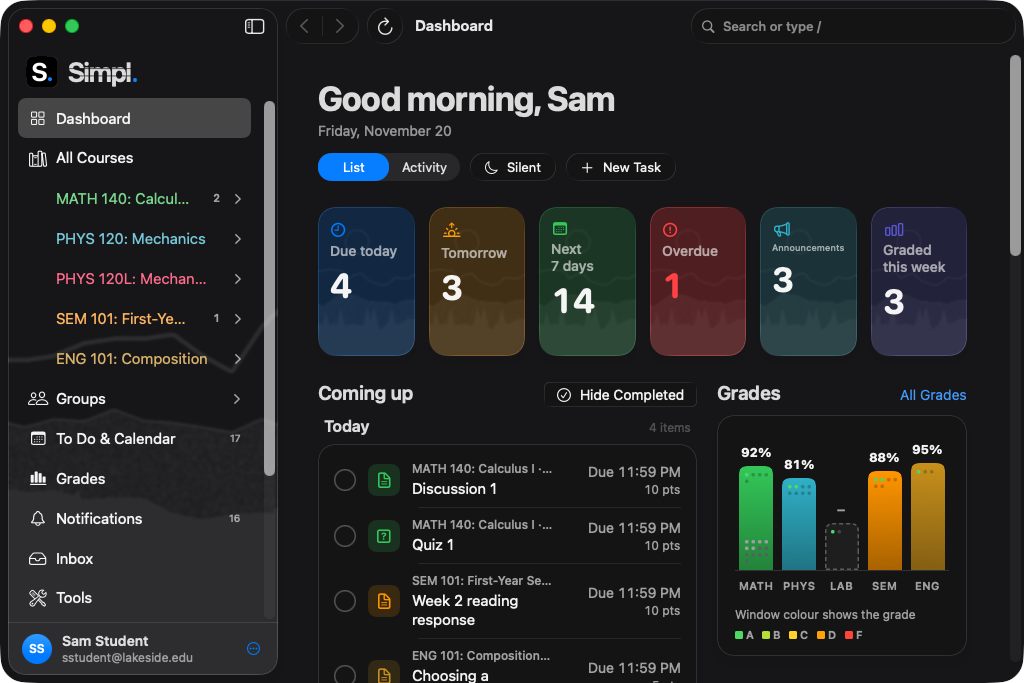 Dashboard
Search or type /
S.
Simpl.
Dashboard
All Courses
MATH 140: Calcul... 2
PHYS 120: Mechanics
PHYS 120L: Mechan...
SEM 101: First-Ye... 1
ENG 101: Composition
Groups
To Do & Calendar 17
Grades
Notifications 16
Inbox
Tools
SS
Sam Student
sstudent@lakeside.edu
Good morning, Sam
Friday, November 20
List Activity Silent + New Task
Due today
4
Tomorrow
3
Next
7 days
14
Overdue
1
Announcements
3
Graded
this week
3
Coming up
Hide Completed
Today
4 items
MATH 140: Calculus I ·...
Discussion 1
Due 11:59 PM
10 pts
MATH 140: Calculus I ·...
Quiz 1
Due 11:59 PM
10 pts
SEM 101: First-Year Se...
Week 2 reading
response
Due 11:59 PM
10 pts
ENG 101: Composition...
Choosing a
Due 11:59 PM
Grades
All Grades
92% 81% – 88% 95%
MATH PHYS LAB SEM ENG
Window colour shows the grade
A B C D F